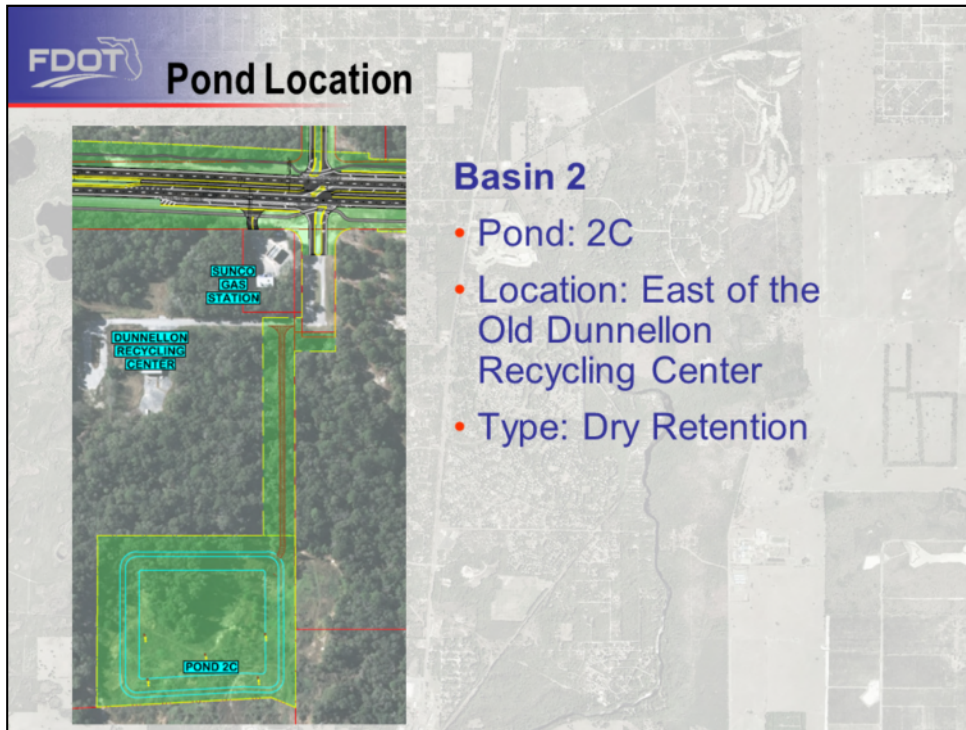 FDOT
Pond Location
SUNCO
GAS
STATION
DUNNELLON
RECYCLING
CENTER
POND 2C
Basin 2
• Pond: 2C
• Location: East of the
Old Dunnellon
Recycling Center
• Type: Dry Retention